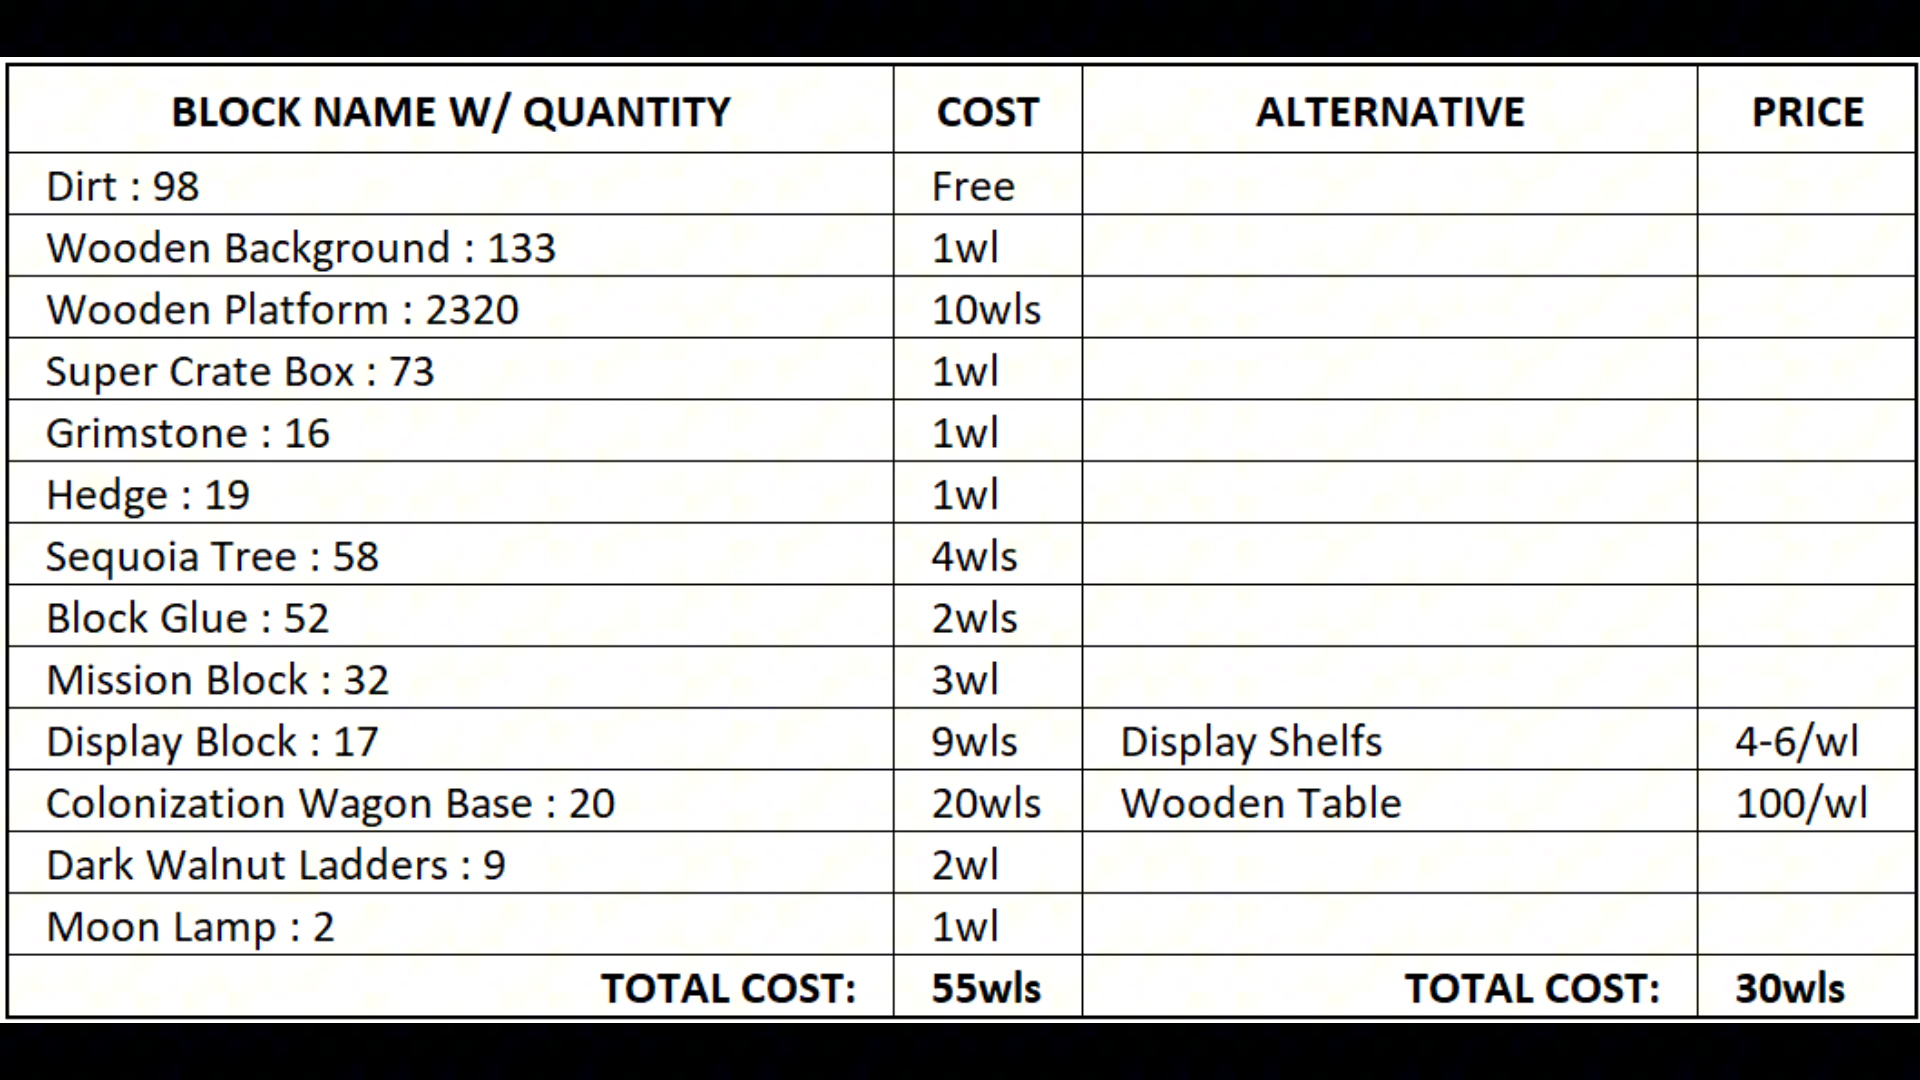 BLOCK NAME W/ QUANTITY COST ALTERNATIVE PRICE
Dirt : 98 Free
Wooden Background : 133 1wl
Wooden Platform : 2320 10wls
Super Crate Box : 73 1wl
Grimstone : 16 1wl
Hedge : 19 1wl
Sequoia Tree : 58 4wls
Block Glue : 52 2wls
Mission Block : 32 3wl
Display Block : 17 9wls Display Shelfs 4-6/wl
Colonization Wagon Base : 20 20wls Wooden Table 100/wl
Dark Walnut Ladders : 9 2wl
Moon Lamp : 2 1wl
TOTAL COST: 55wls TOTAL COST: 30wls